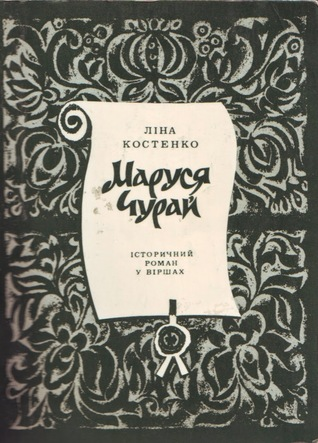 ЛІНА
КОСТЕНКО
Маруся
Чурай
ІСТОРИЧНИЙ
РОМАН
У ВІРШАХ